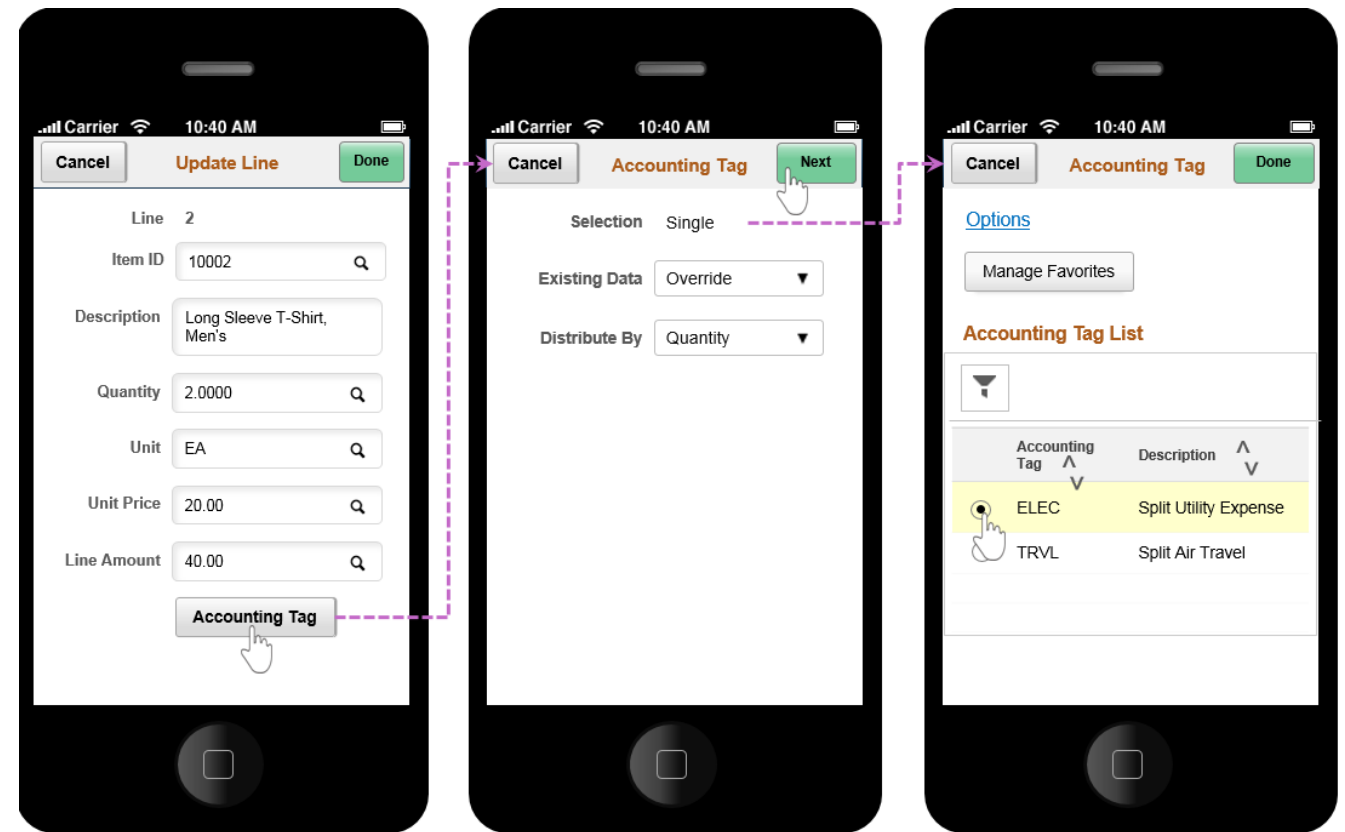 Carrier 10:40 AM
Cancel Update Line Done
Line 2
Item ID 10002
Description Long Sleeve T-Shirt,
Men's
Quantity 2.0000
Unit EA
Unit Price 20.00
Line Amount 40.00
Accounting Tag
Carrier 10:40 AM
Cancel Accounting Tag Next
Selection Single
Existing Data Override
Distribute By Quantity
Carrier 10:40 AM
Cancel Accounting Tag Done
Options
Manage Favorites
Accounting Tag List
Accounting
Tag Description
ELEC Split Utility Expense
TRVL Split Air Travel